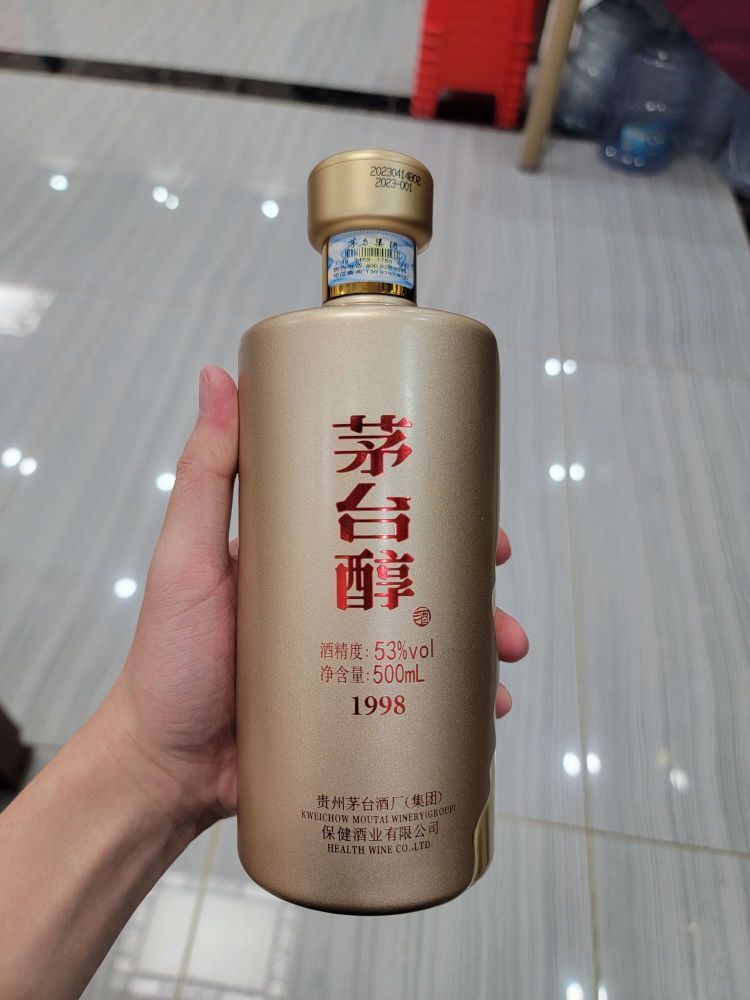 20230414B02
2023-001
茅台集团
茅台醇
酒精度: 53%vol
净含量: 500mL
1998
贵州茅台酒厂(集团)
KWEICHOW MOUTAI WINERY(GROUP)
保健酒业有限公司
HEALTH WINE CO.,LTD.